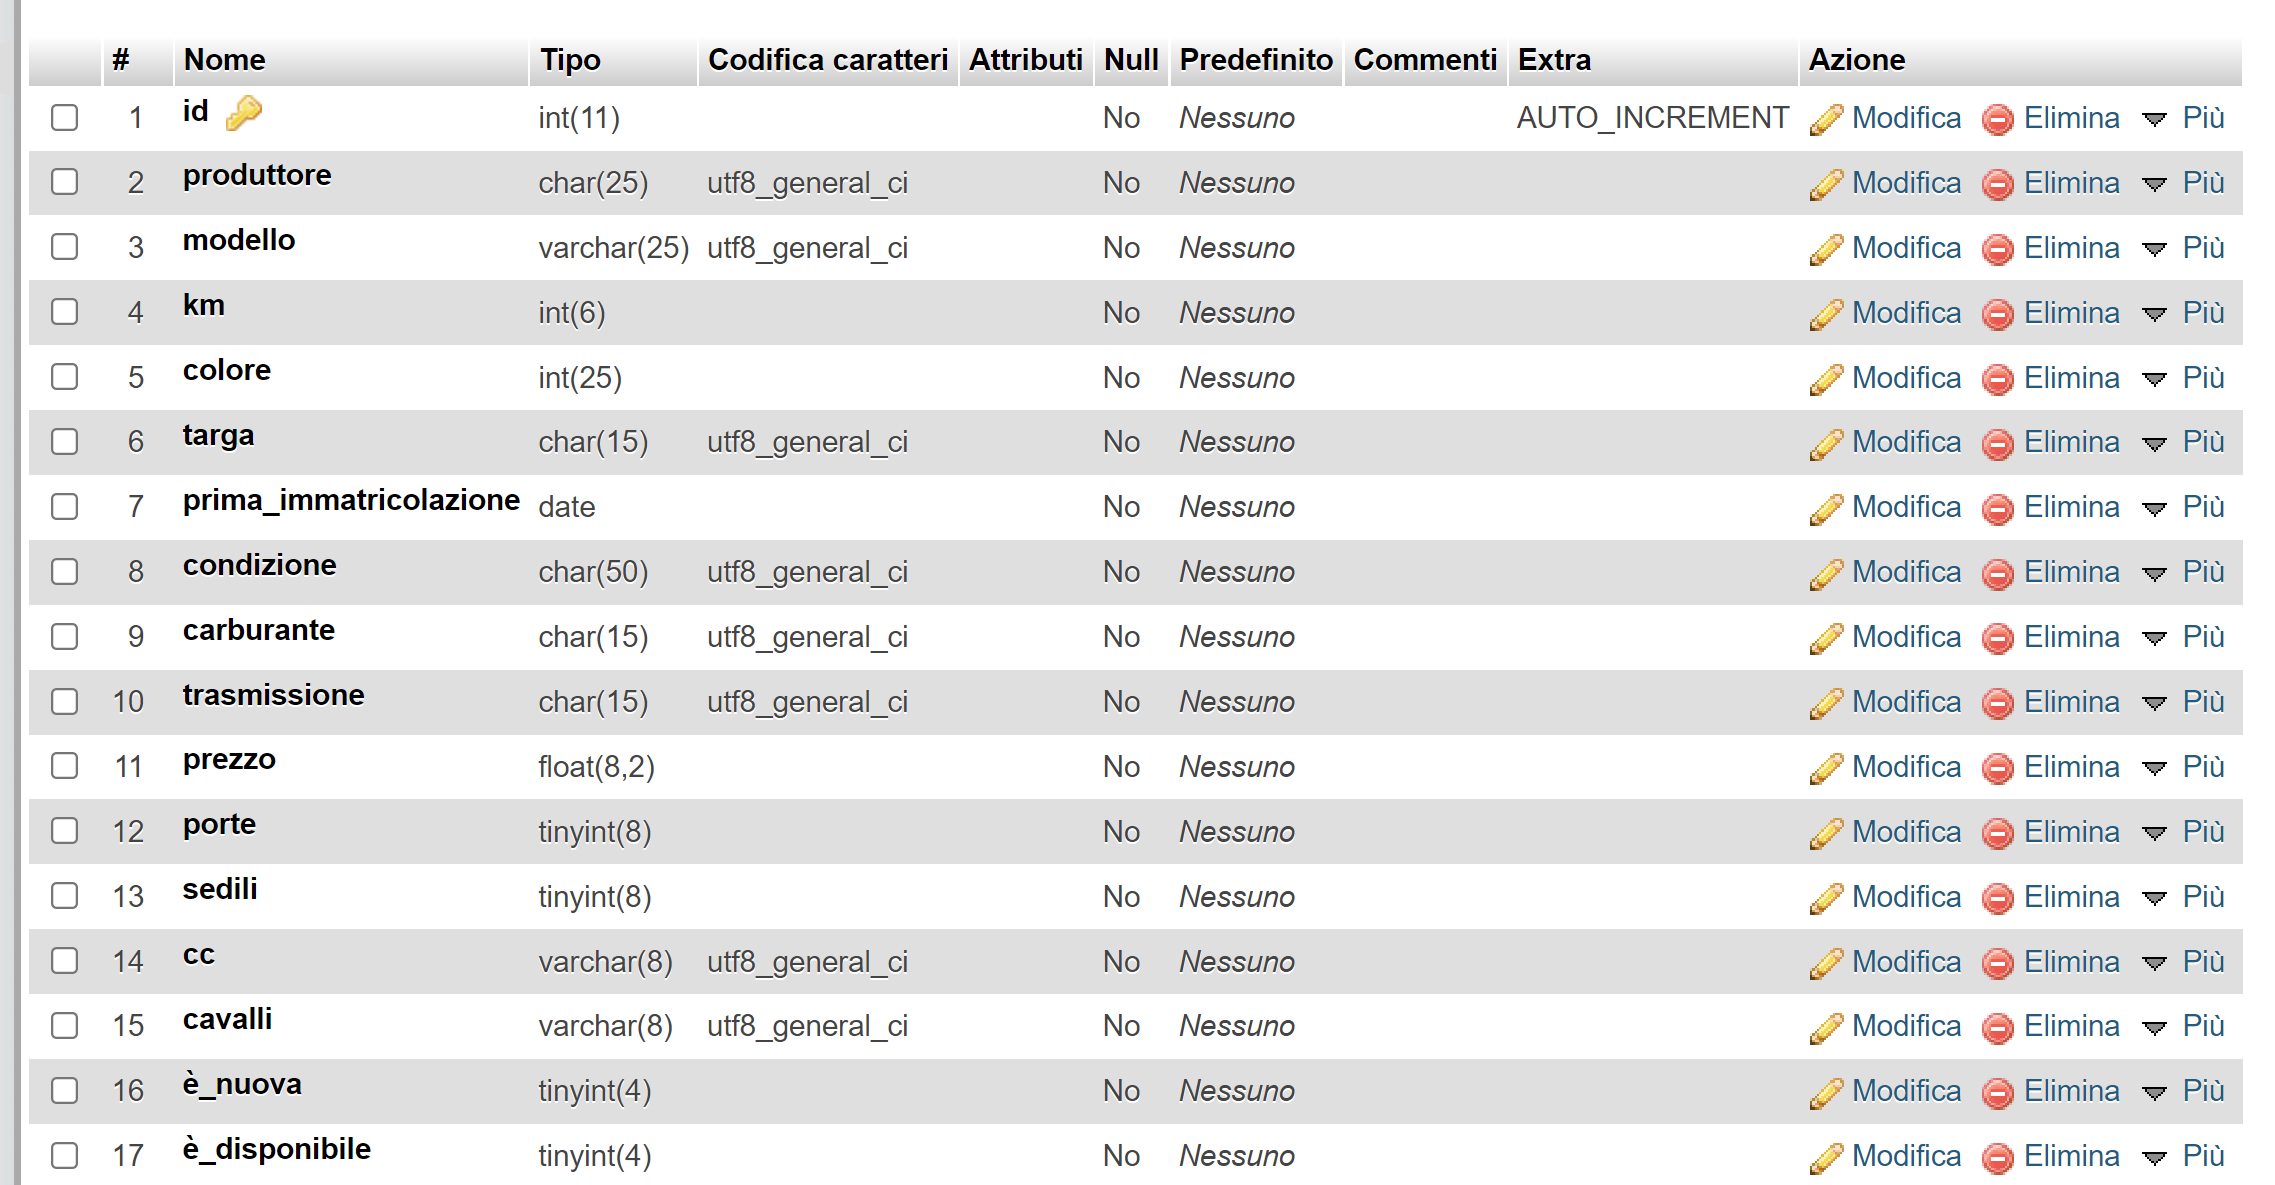 # Nome Tipo Codifica caratteri Attributi Null Predefinito Commenti Extra Azione
1 id int(11) No Nessuno AUTO_INCREMENT Modifica Elimina Più
2 produttore char(25) utf8_general_ci No Nessuno Modifica Elimina Più
3 modello varchar(25) utf8_general_ci No Nessuno Modifica Elimina Più
4 km int(6) No Nessuno Modifica Elimina Più
5 colore int(25) No Nessuno Modifica Elimina Più
6 targa char(15) utf8_general_ci No Nessuno Modifica Elimina Più
7 prima_immatricolazione date No Nessuno Modifica Elimina Più
8 condizione char(50) utf8_general_ci No Nessuno Modifica Elimina Più
9 carburante char(15) utf8_general_ci No Nessuno Modifica Elimina Più
10 trasmissione char(15) utf8_general_ci No Nessuno Modifica Elimina Più
11 prezzo float(8,2) No Nessuno Modifica Elimina Più
12 porte tinyint(8) No Nessuno Modifica Elimina Più
13 sedili tinyint(8) No Nessuno Modifica Elimina Più
14 cc varchar(8) utf8_general_ci No Nessuno Modifica Elimina Più
15 cavalli varchar(8) utf8_general_ci No Nessuno Modifica Elimina Più
16 è_nuova tinyint(4) No Nessuno Modifica Elimina Più
17 è_disponibile tinyint(4) No Nessuno Modifica Elimina Più